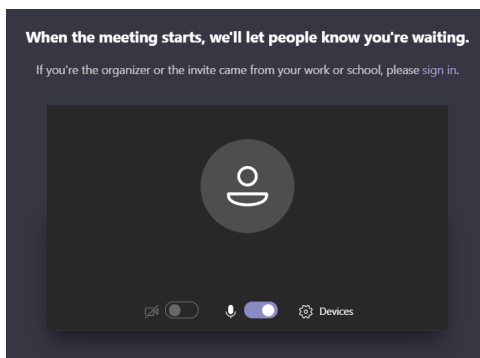 When the meeting starts, we'll let people know you're waiting.
If you're the organizer or the invite came from your work or school, please sign in.
Devices